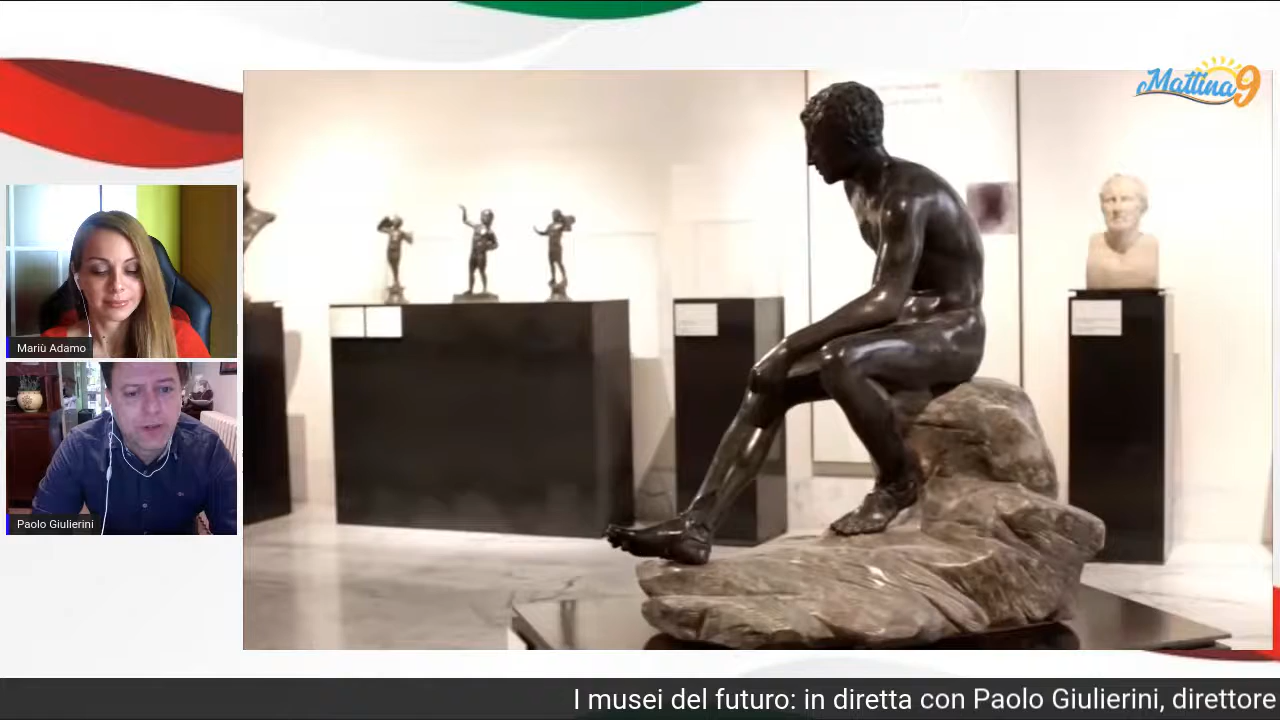 Mattina9
Mariù Adamo
Paolo Giulierini
I musei del futuro: in diretta con Paolo Giulierini, direttore